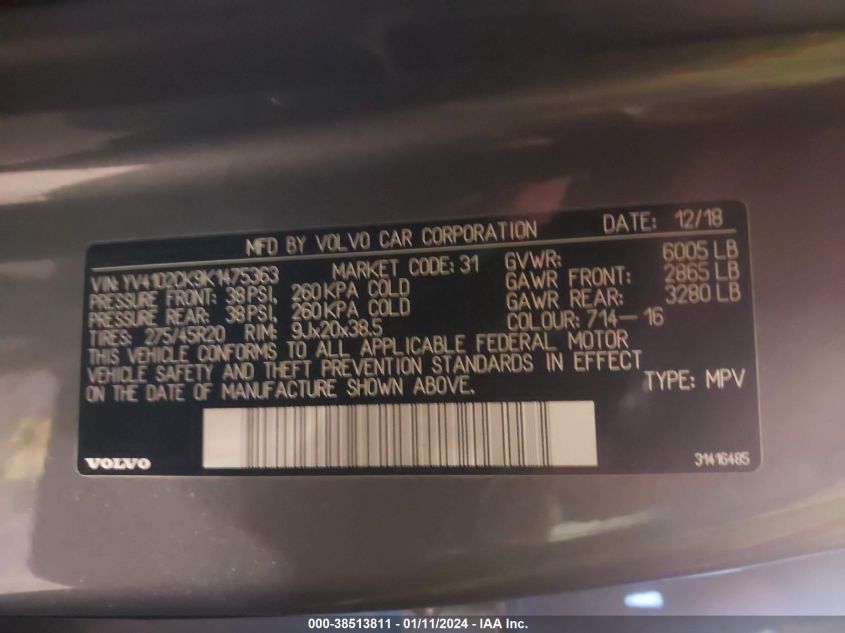 MFD BY VOLVO CAR CORPORATION DATE: 12/18
VIN: YV4102CK9K1475363 MARKET CODE: 31 GVWR: 6005 LB
PRESSURE FRONT: 38 PSI, 260 KPA COLD GAWR FRONT: 2865 LB
PRESSURE REAR: 38 PSI, 260 KPA COLD GAWR REAR: 3280 LB
TIRES: 275/45R20 RIM: 9Jx20x38.5 COLOUR: 714-16
THIS VEHICLE CONFORMS TO ALL APPLICABLE FEDERAL MOTOR
VEHICLE SAFETY AND THEFT PREVENTION STANDARDS IN EFFECT
ON THE DATE OF MANUFACTURE SHOWN ABOVE. TYPE: MPV
VOLVO 31416485
000-38513811 - 01/11/2024 - IAA Inc.